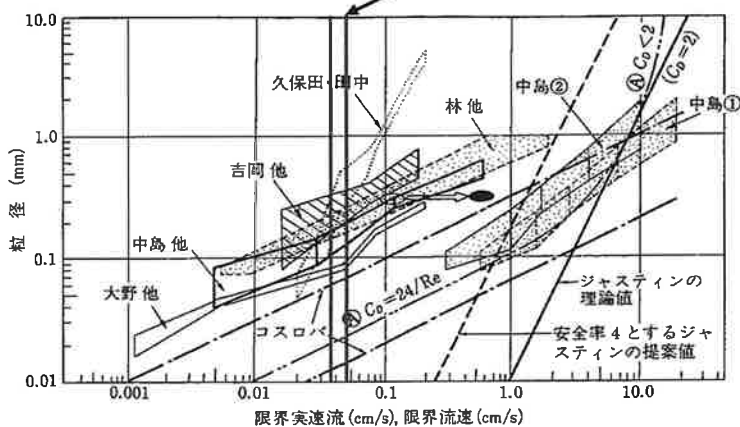 10.0
1.0
0.1
0.01
粒径 (mm)
久保田・田中
吉岡他
中島他
大野他
コスロバ
林他
中島②
Ⓐ C_D<2
(C_D=2)
中島①
Ⓐ C_D=24/Re
ジャスティンの
理論値
安全率4とするジャ
スティンの提案値
0.001
0.01
0.1
1.0
10.0
限界実速流(cm/s), 限界流速(cm/s)